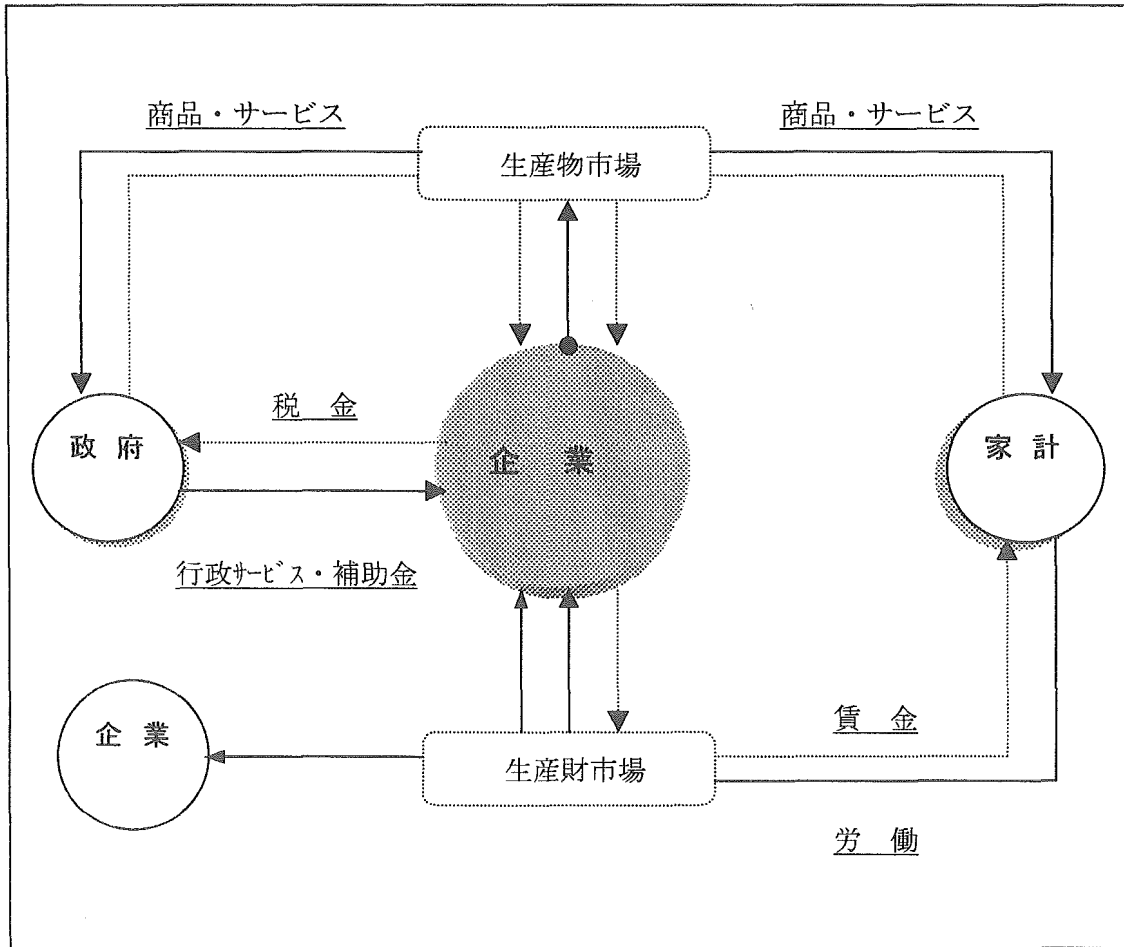 商品・サービス
商品・サービス
生産物市場
税 金
政 府
企 業
家 計
行政ｻｰﾋﾞｽ・補助金
企 業
賃 金
生産財市場
労 働